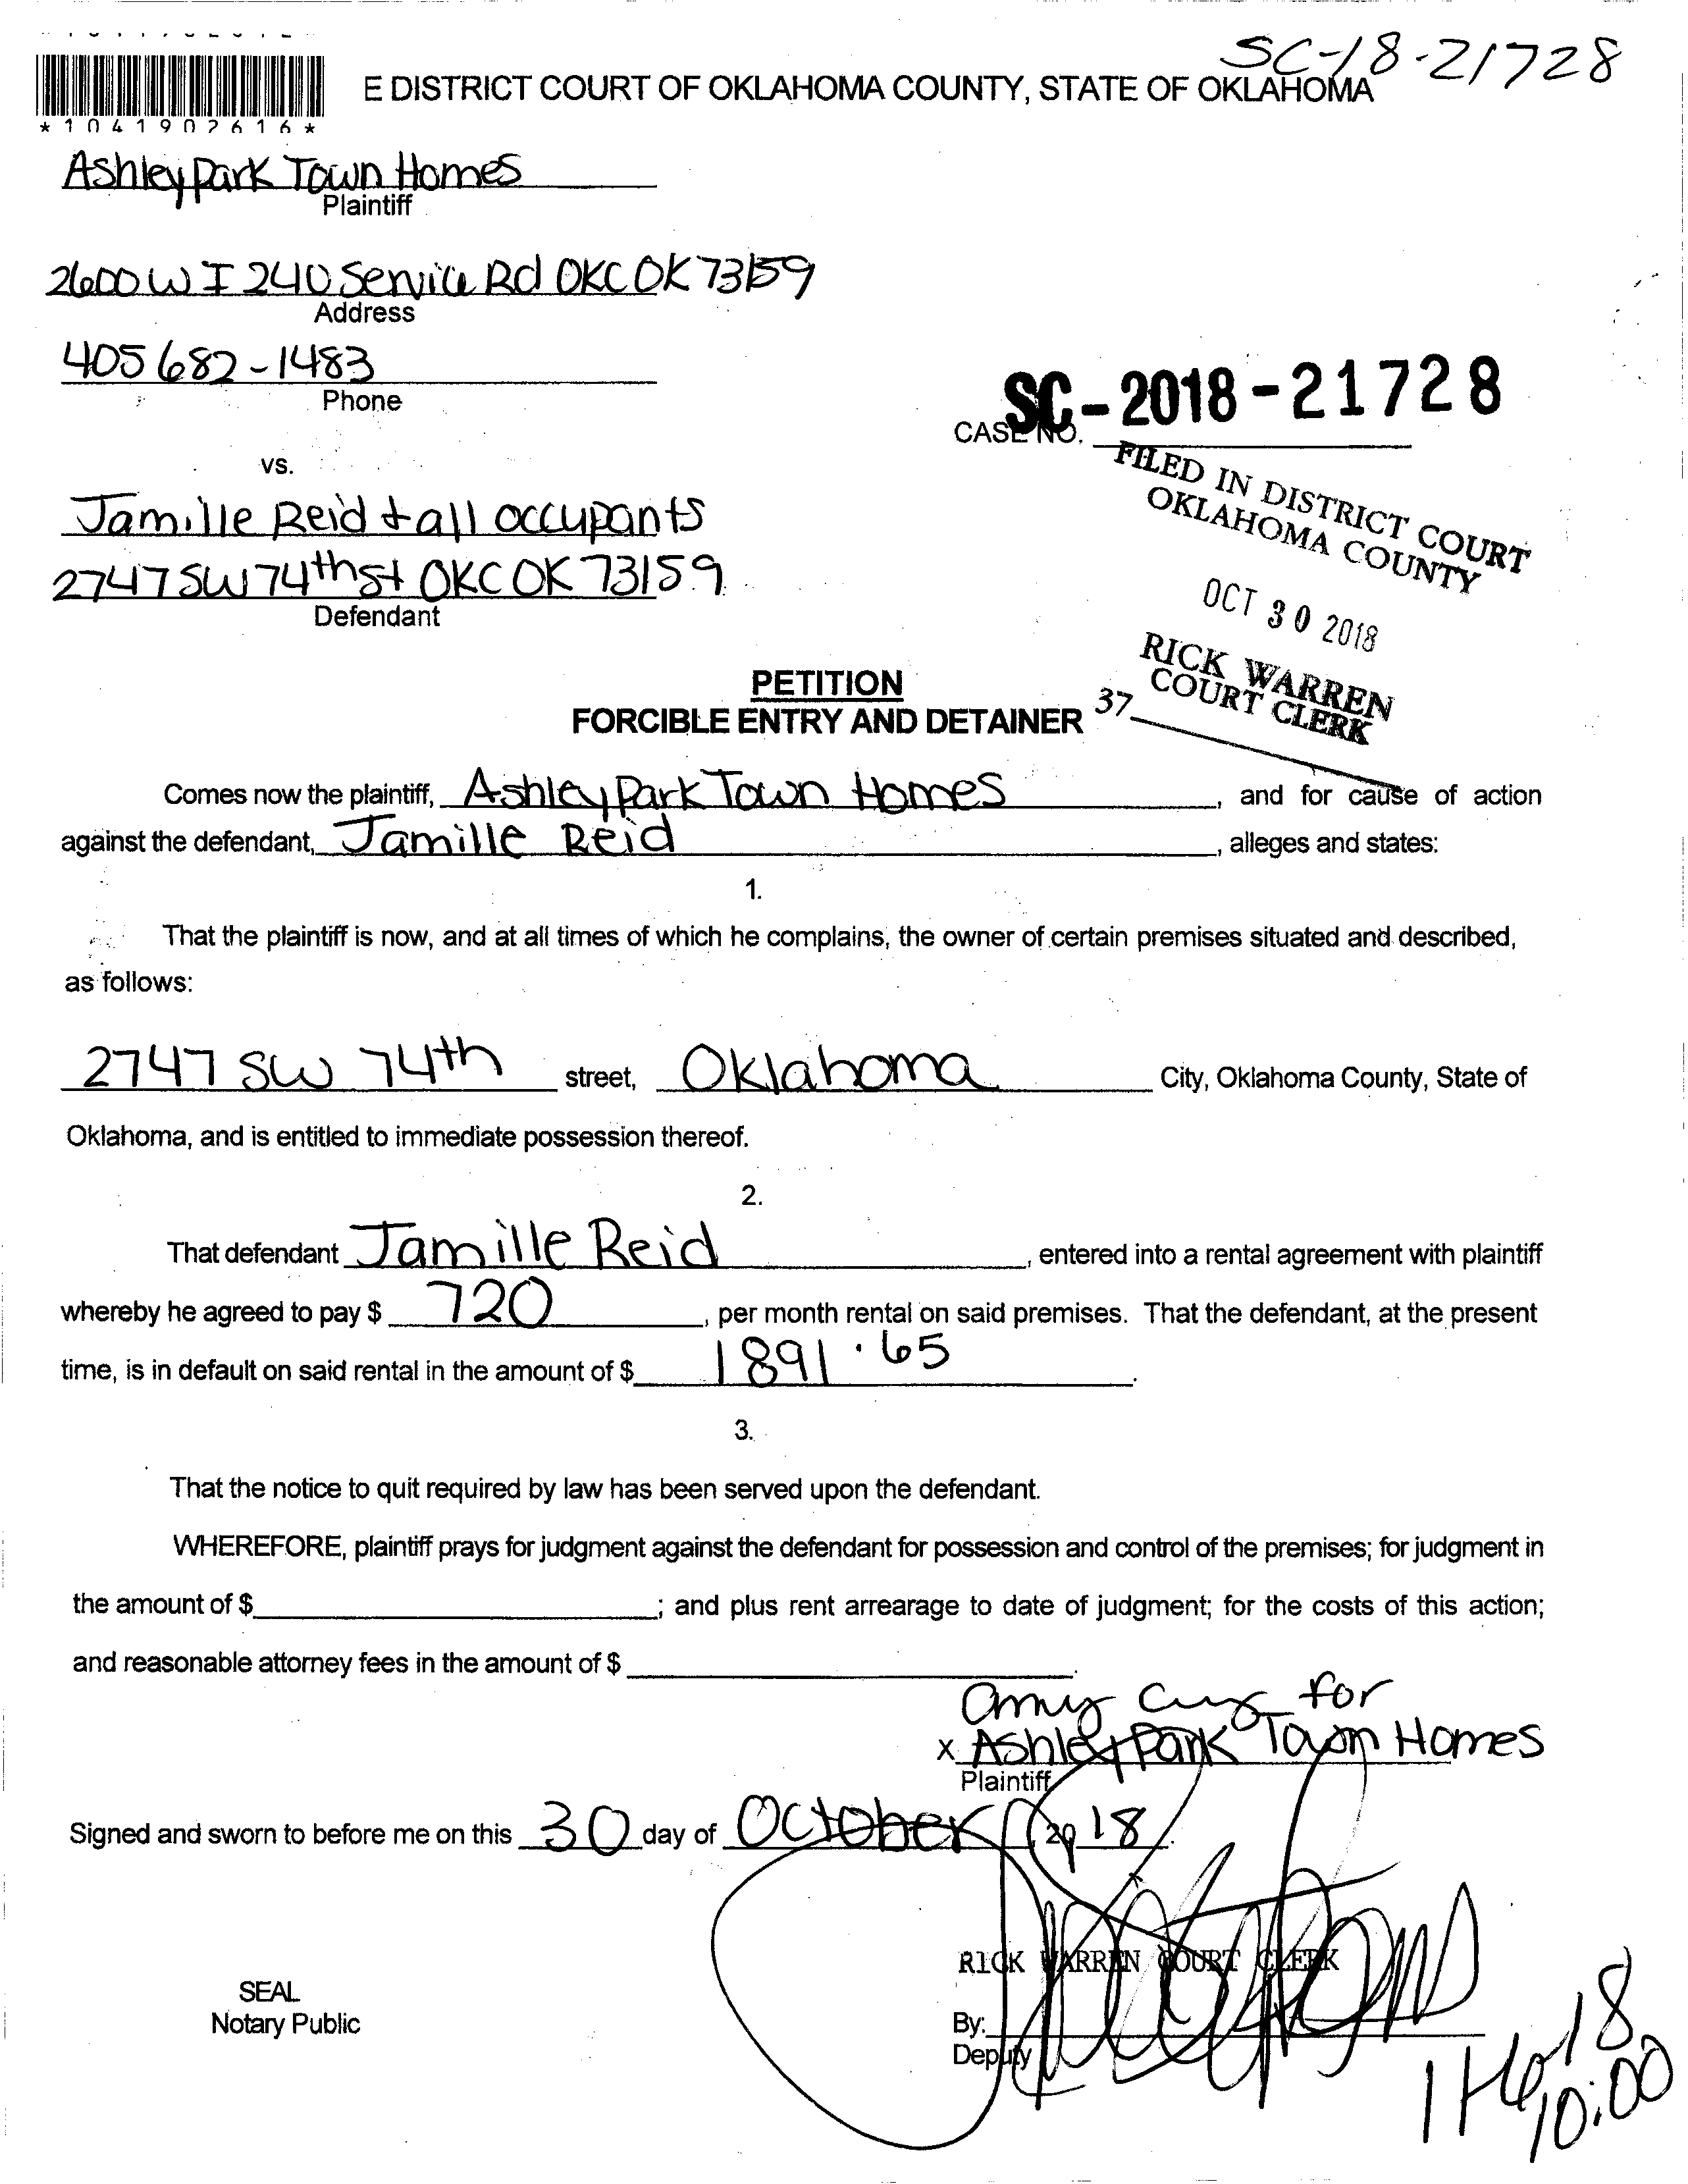 SC-18-21728
E DISTRICT COURT OF OKLAHOMA COUNTY, STATE OF OKLAHOMA
*1041902616*
Ashley Park Town Homes
Plaintiff
2600 W I 240 Service Rd OKC OK 73159
Address
405 682-1483
Phone
SC-2018-21728
CASE NO.
vs.
FILED IN DISTRICT COURT
OKLAHOMA COUNTY
Jamille Reid + all occupants
2747 SW 74th st OKC OK 73159
Defendant
OCT 30 2018
RICK WARREN
COURT CLERK
37
PETITION
FORCIBLE ENTRY AND DETAINER
Comes now the plaintiff, Ashley Park Town Homes, and for cause of action
against the defendant, Jamille Reid, alleges and states:
1.
That the plaintiff is now, and at all times of which he complains, the owner of certain premises situated and described,
as follows:
2747 SW 74th street, Oklahoma City, Oklahoma County, State of
Oklahoma, and is entitled to immediate possession thereof.
2.
That defendant Jamille Reid, entered into a rental agreement with plaintiff
whereby he agreed to pay $ 720, per month rental on said premises. That the defendant, at the present
time, is in default on said rental in the amount of $ 1891.65.
3.
That the notice to quit required by law has been served upon the defendant.
WHEREFORE, plaintiff prays for judgment against the defendant for possession and control of the premises; for judgment in
the amount of $; and plus rent arrearage to date of judgment; for the costs of this action;
and reasonable attorney fees in the amount of $.
Amy for
x Ashley Park Town Homes
Plaintiff
Signed and sworn to before me on this 30 day of October, 2018.
RICK WARREN COURT CLERK
SEAL
Notary Public
By:
Deputy
11-6-18
10:00